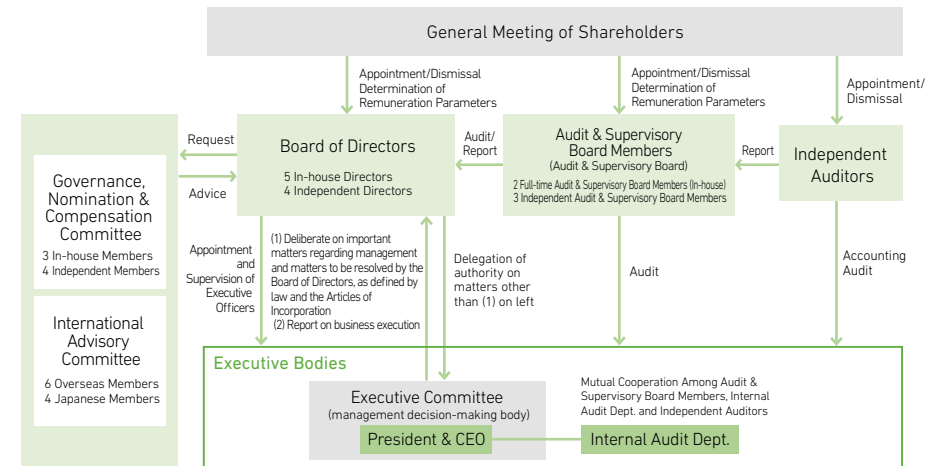 General Meeting of Shareholders
Appointment/Dismissal
Determination of
Remuneration Parameters
Appointment/Dismissal
Determination of
Remuneration Parameters
Appointment/
Dismissal
Request
Advice
Board of Directors
5 In-house Directors
4 Independent Directors
Audit/
Report
Audit & Supervisory
Board Members
(Audit & Supervisory Board)
2 Full-time Audit & Supervisory Board Members (In-house)
3 Independent Audit & Supervisory Board Members
Report
Independent
Auditors
Governance,
Nomination &
Compensation
Committee
3 In-house Members
4 Independent Members
International
Advisory
Committee
6 Overseas Members
4 Japanese Members
Appointment
and
Supervision of
Executive
Officers
(1) Deliberate on important
matters regarding management
and matters to be resolved by the
Board of Directors, as defined by
law and the Articles of
Incorporation
(2) Report on business execution
Delegation of
authority on
matters other
than (1) on left
Audit
Accounting
Audit
Executive Bodies
Executive Committee
(management decision-making body)
President & CEO
Mutual Cooperation Among Audit &
Supervisory Board Members, Internal
Audit Dept. and Independent Auditors
Internal Audit Dept.